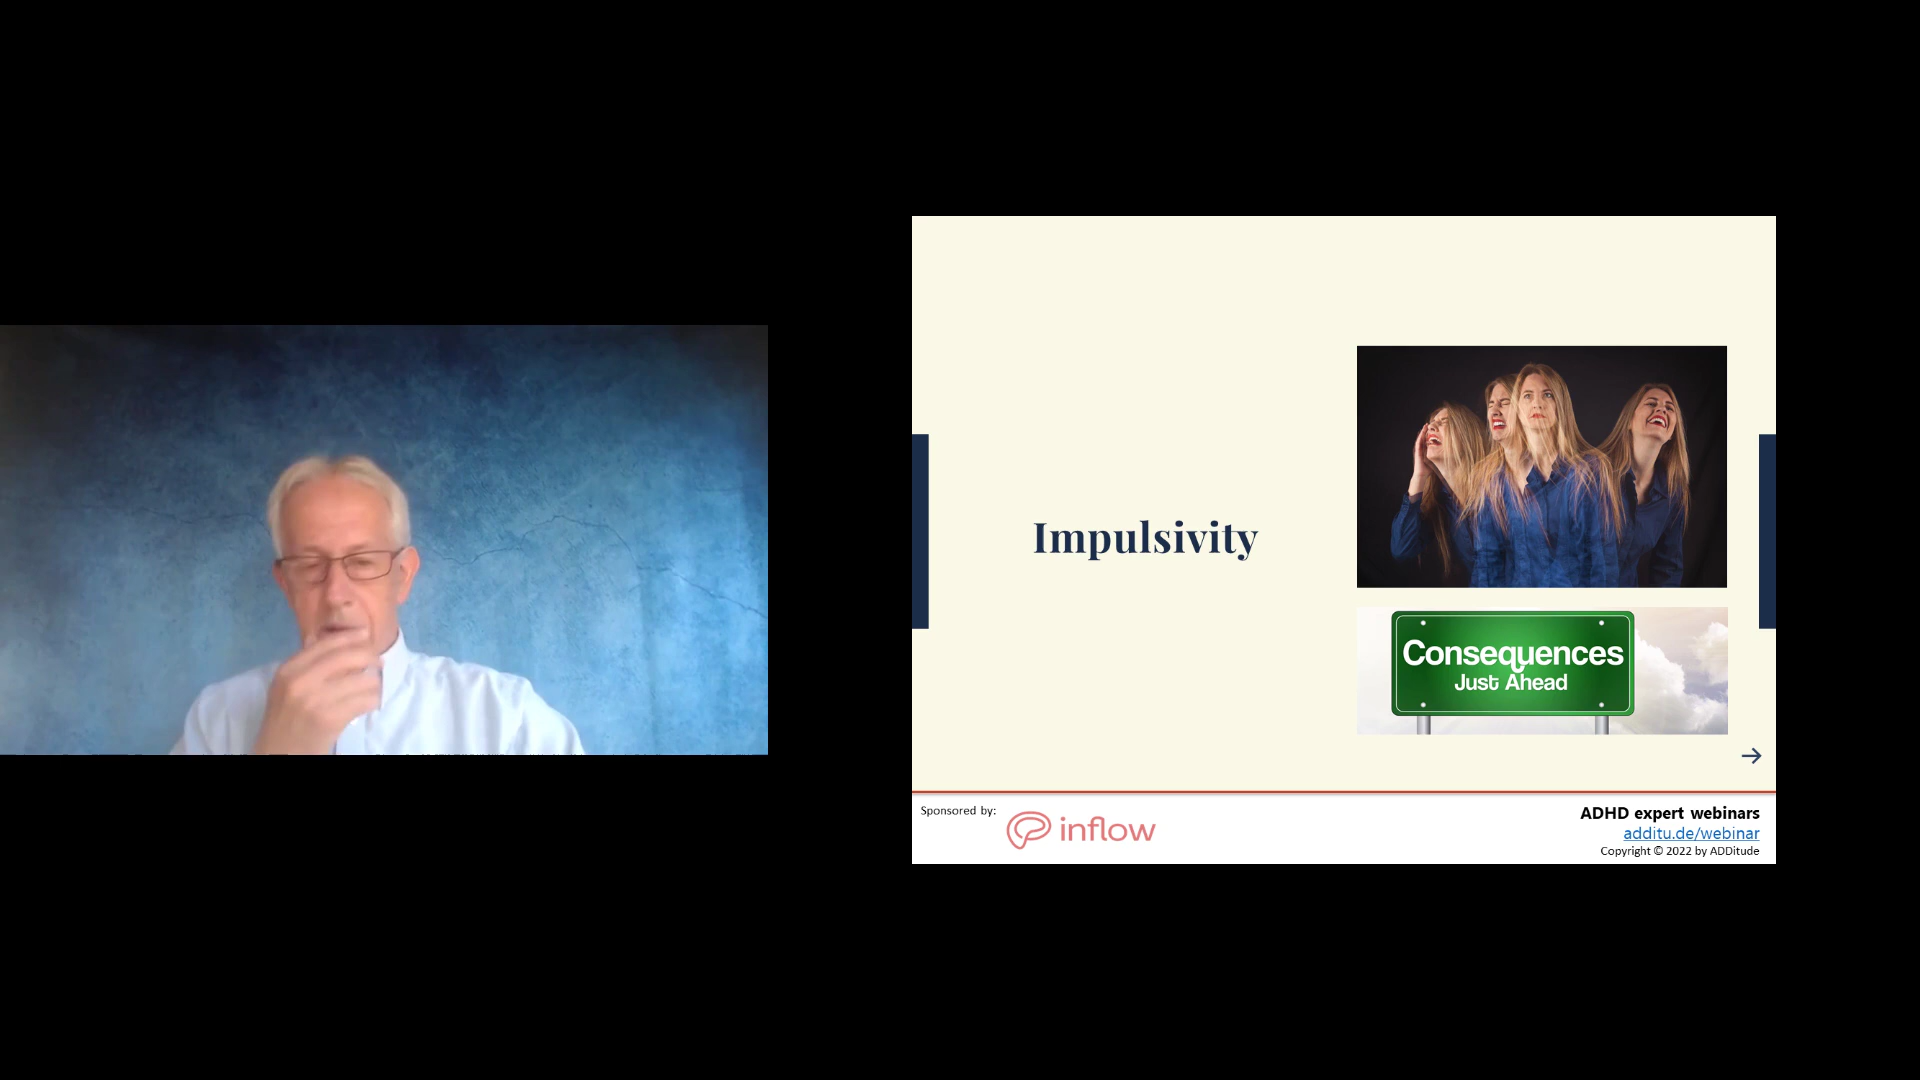 Impulsivity
Consequences
Just Ahead
Sponsored by:
inflow
ADHD expert webinars
additu.de/webinar
Copyright © 2022 by ADDitude